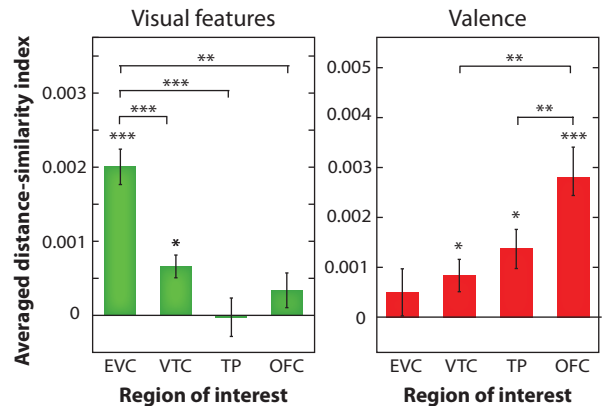 Visual features
Valence
Averaged distance-similarity index
0.003
0.002
0.001
0
**
***
***
***
*
EVC VTC TP OFC
Region of interest
0.005
0.004
0.003
0.002
0.001
0
**
**
***
*
*
EVC VTC TP OFC
Region of interest